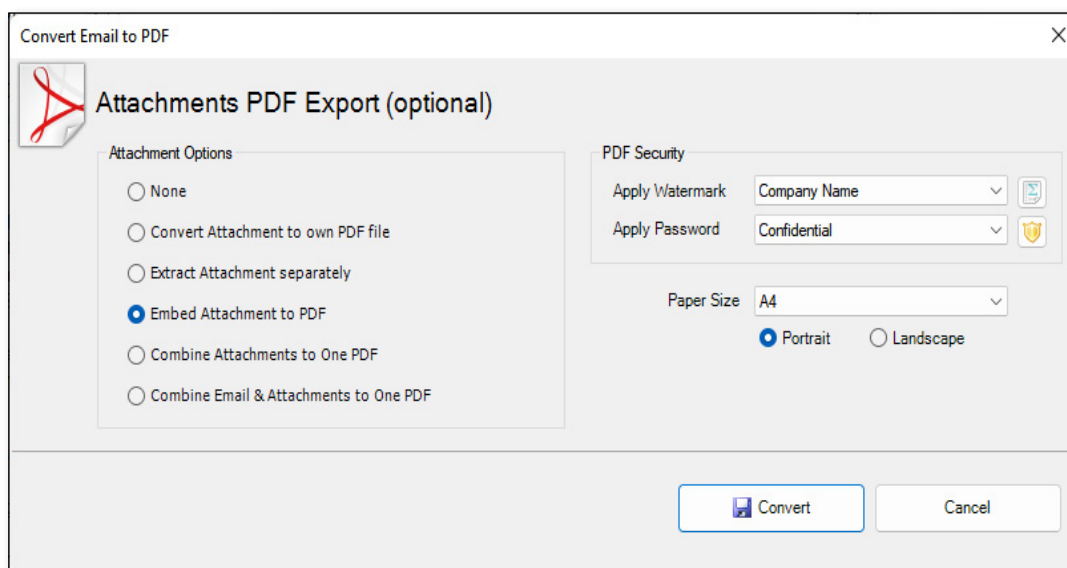 Convert Email to PDF
Attachments PDF Export (optional)
Attachment Options
None
Convert Attachment to own PDF file
Extract Attachment separately
Embed Attachment to PDF
Combine Attachments to One PDF
Combine Email & Attachments to One PDF
PDF Security
Apply Watermark Company Name
Apply Password Confidential
Paper Size A4
Portrait Landscape
Convert Cancel